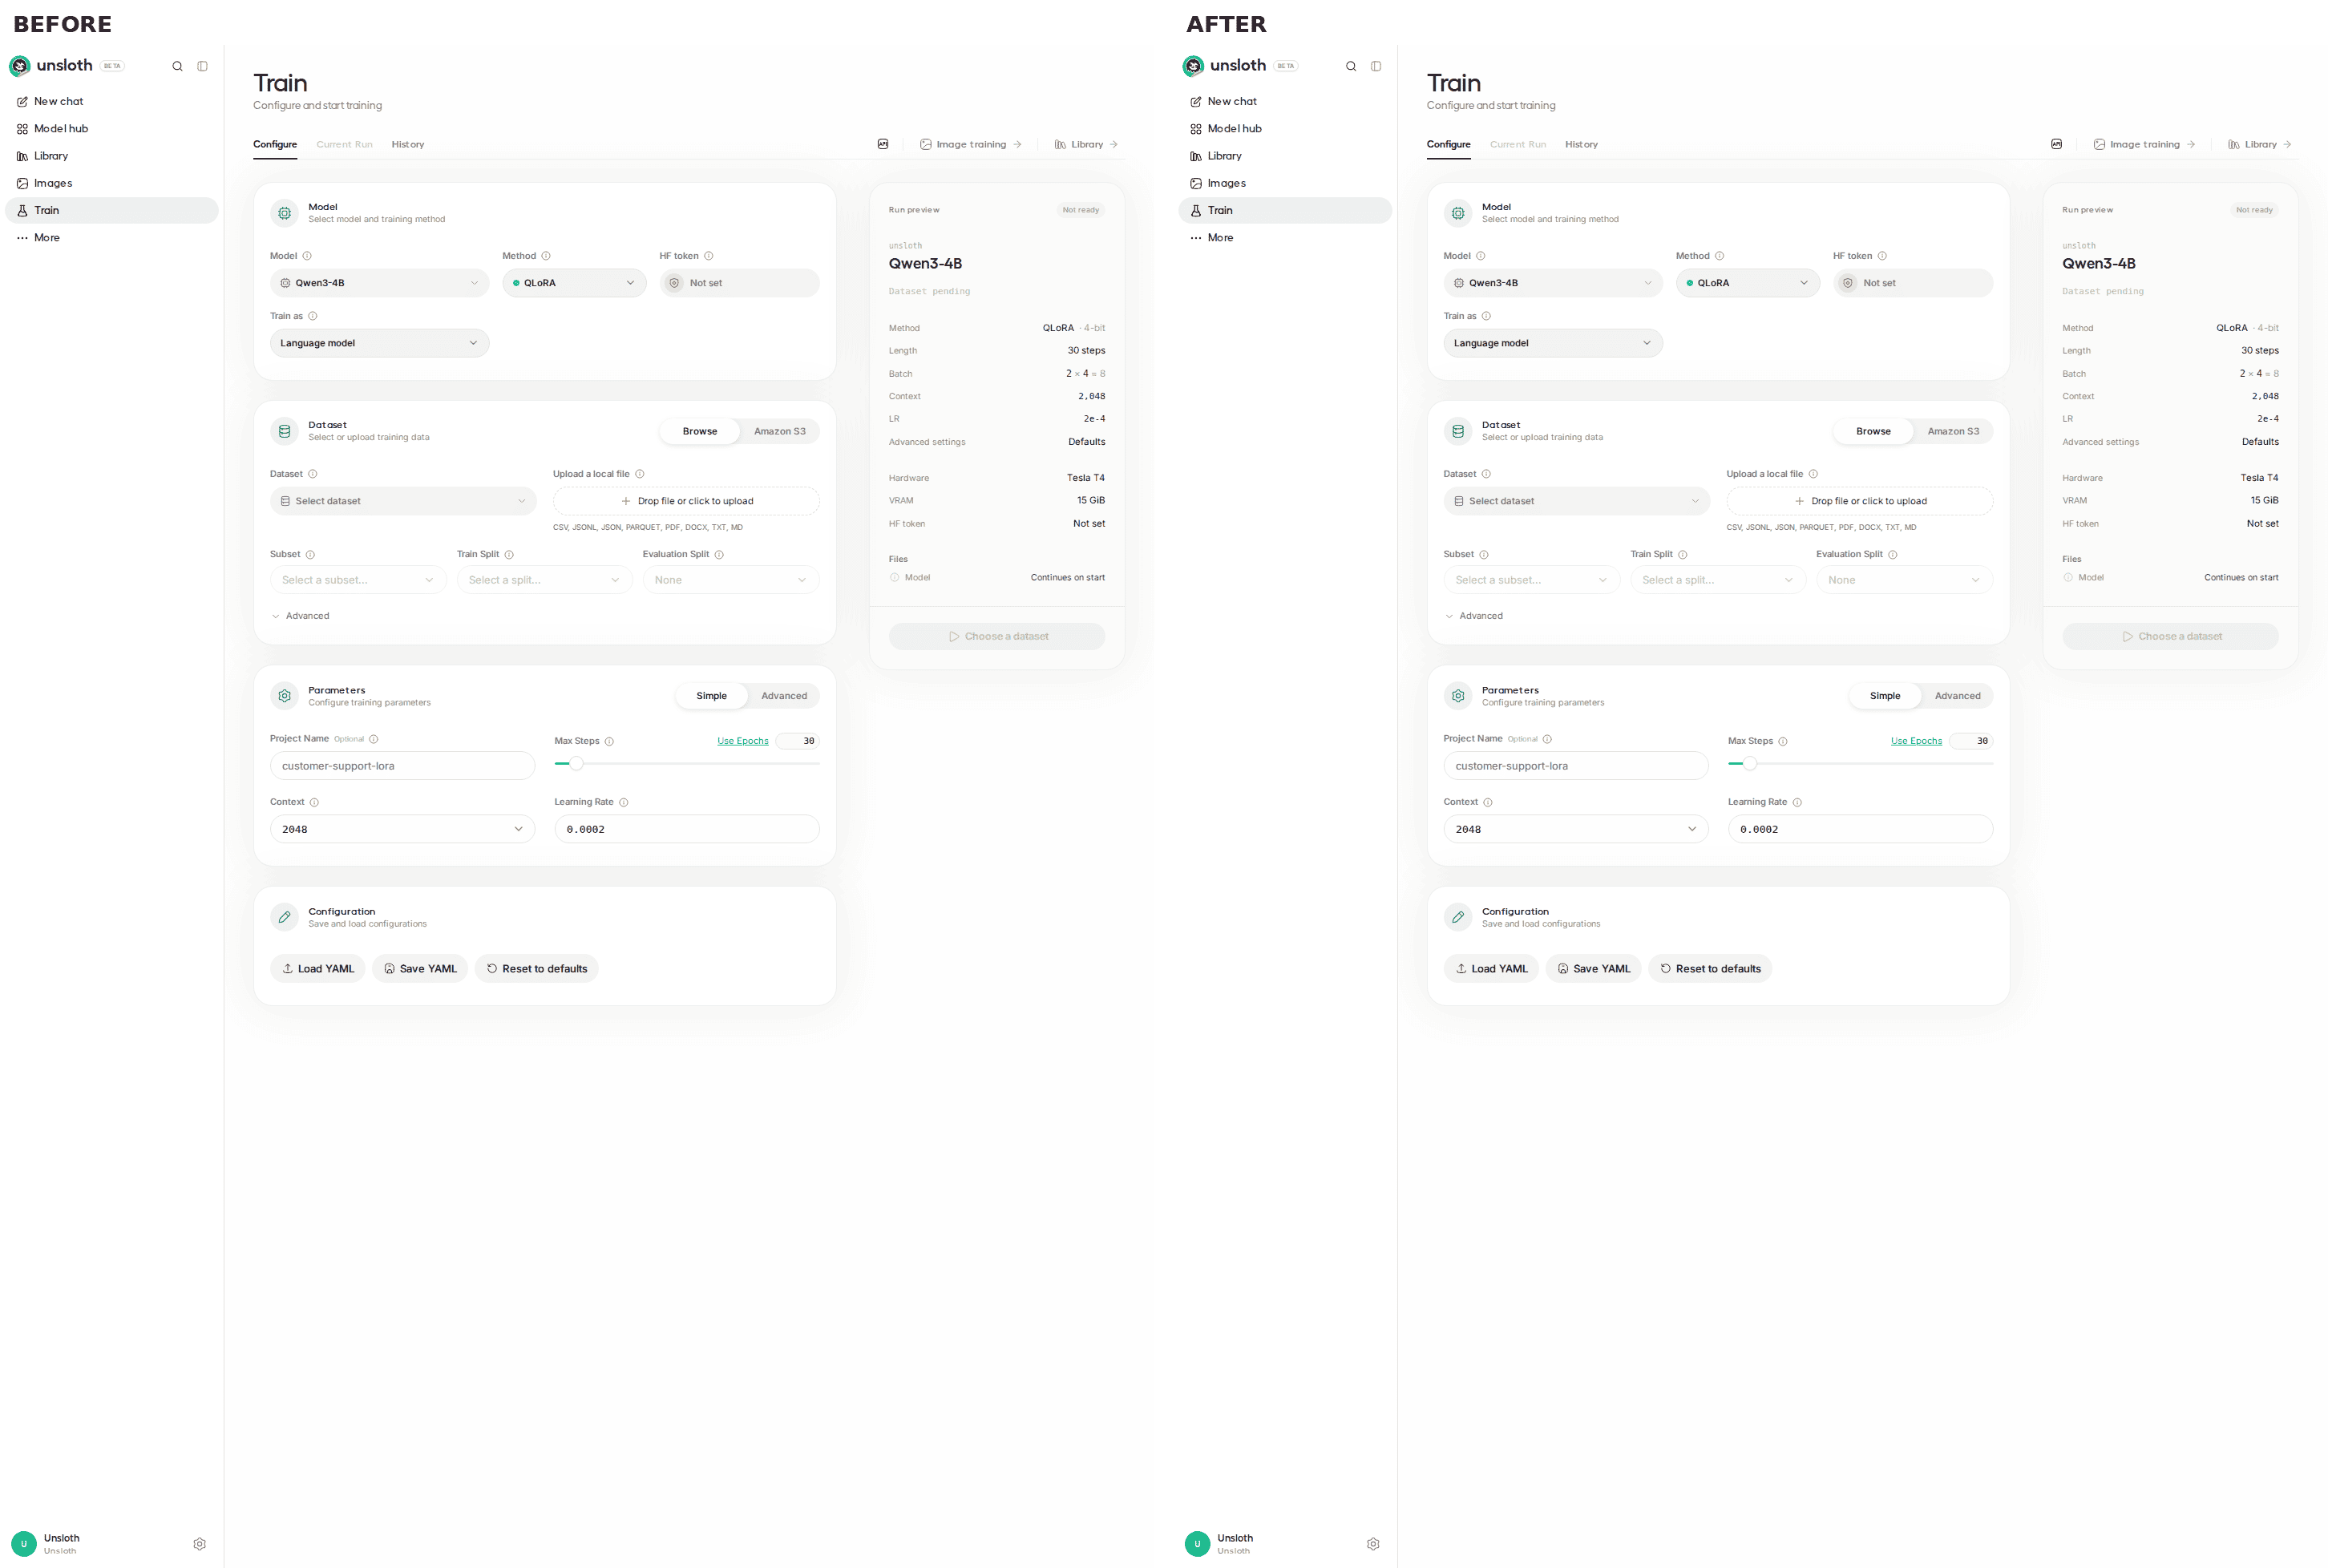 BEFORE
unsloth BETA
New chat
Model hub
Library
Images
Train
More
Train
Configure and start training
Configure Current Run History
API Image training Library
Model
Select model and training method
Model Method HF token
Qwen3-4B QLoRA Not set
Train as
Language model
Dataset
Select or upload training data
Browse Amazon S3
Dataset Upload a local file
Select dataset Drop file or click to upload
CSV, JSONL, JSON, PARQUET, PDF, DOCX, TXT, MD
Subset Train Split Evaluation Split
Select a subset... Select a split... None
Advanced
Parameters
Configure training parameters
Simple Advanced
Project Name Optional Max Steps Use Epochs 30
customer-support-lora
Context Learning Rate
2048 0.0002
Configuration
Save and load configurations
Load YAML Save YAML Reset to defaults
Run preview Not ready
unsloth
Qwen3-4B
Dataset pending
Method QLoRA · 4-bit
Length 30 steps
Batch 2 × 4 = 8
Context 2,048
LR 2e-4
Advanced settings Defaults
Hardware Tesla T4
VRAM 15 GiB
HF token Not set
Files
Model Continues on start
Choose a dataset
U Unsloth
Unsloth
AFTER
unsloth BETA
New chat
Model hub
Library
Images
Train
More
Train
Configure and start training
Configure Current Run History
API Image training Library
Model
Select model and training method
Model Method HF token
Qwen3-4B QLoRA Not set
Train as
Language model
Dataset
Select or upload training data
Browse Amazon S3
Dataset Upload a local file
Select dataset Drop file or click to upload
CSV, JSONL, JSON, PARQUET, PDF, DOCX, TXT, MD
Subset Train Split Evaluation Split
Select a subset... Select a split... None
Advanced
Parameters
Configure training parameters
Simple Advanced
Project Name Optional Max Steps Use Epochs 30
customer-support-lora
Context Learning Rate
2048 0.0002
Configuration
Save and load configurations
Load YAML Save YAML Reset to defaults
Run preview Not ready
unsloth
Qwen3-4B
Dataset pending
Method QLoRA · 4-bit
Length 30 steps
Batch 2 × 4 = 8
Context 2,048
LR 2e-4
Advanced settings Defaults
Hardware Tesla T4
VRAM 15 GiB
HF token Not set
Files
Model Continues on start
Choose a dataset
U Unsloth
Unsloth